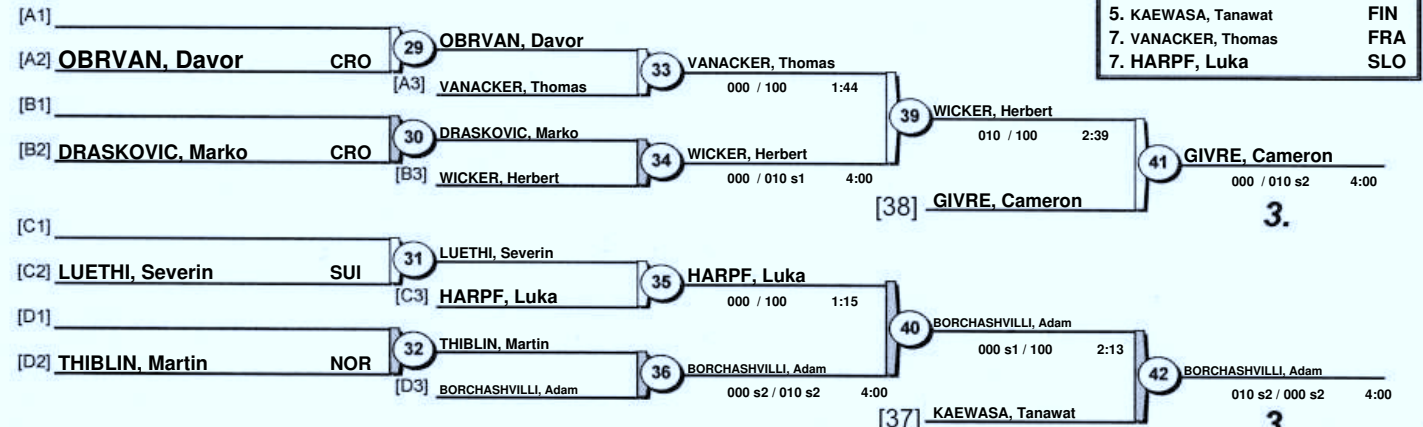 [A1]
5. KAEWASA, Tanawat FIN
7. VANACKER, Thomas FRA
7. HARPF, Luka SLO
[A2] OBRVAN, Davor CRO 29 OBRVAN, Davor
[A3] VANACKER, Thomas 33 VANACKER, Thomas
000 / 100 1:44
[B1]
[B2] DRASKOVIC, Marko CRO 30 DRASKOVIC, Marko
[B3] WICKER, Herbert 34 WICKER, Herbert
000 / 010 s1 4:00
39 WICKER, Herbert
010 / 100 2:39
[38] GIVRE, Cameron
41 GIVRE, Cameron
000 / 010 s2 4:00
3.
[C1]
[C2] LUETHI, Severin SUI 31 LUETHI, Severin
[C3] HARPF, Luka 35 HARPF, Luka
000 / 100 1:15
[D1]
[D2] THIBLIN, Martin NOR 32 THIBLIN, Martin
[D3] BORCHASHVILLI, Adam 36 BORCHASHVILLI, Adam
000 s2 / 010 s2 4:00
40 BORCHASHVILLI, Adam
000 s1 / 100 2:13
[37] KAEWASA, Tanawat
42 BORCHASHVILLI, Adam
010 s2 / 000 s2 4:00
3.